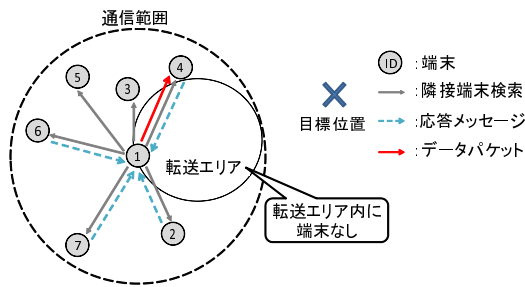 通信範囲
5
3
4
6
1
転送エリア
7
2
目標位置
転送エリア内に
端末なし
ID :端末
:隣接端末検索
:応答メッセージ
:データパケット